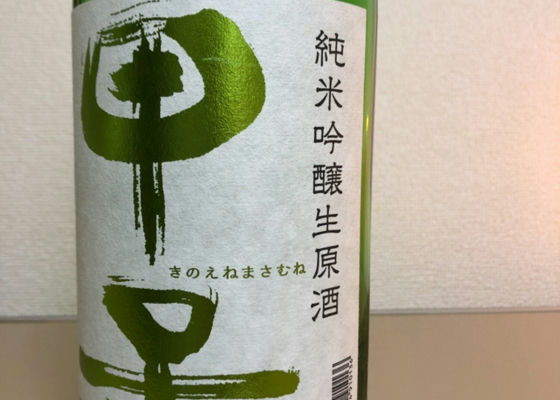 純米吟醸生原酒
甲子
きのえねまさむね